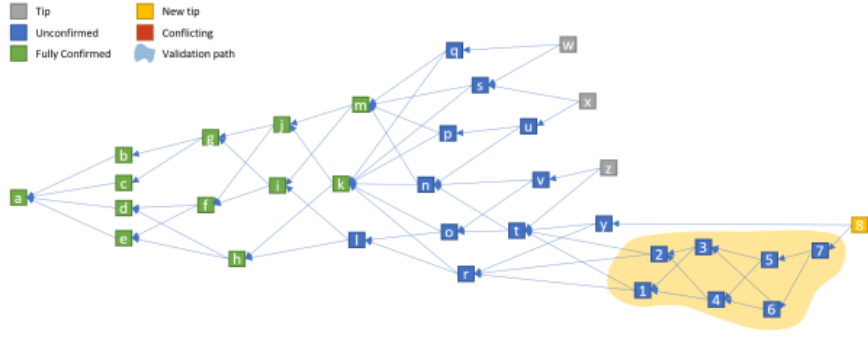 Tip
New tip
Unconfirmed
Conflicting
Fully Confirmed
Validation path
q
w
s
x
m
j
g
p
u
b
z
c
i
k
n
v
a
d
f
e
l
o
t
y
8
h
r
2
3
5
7
1
4
6